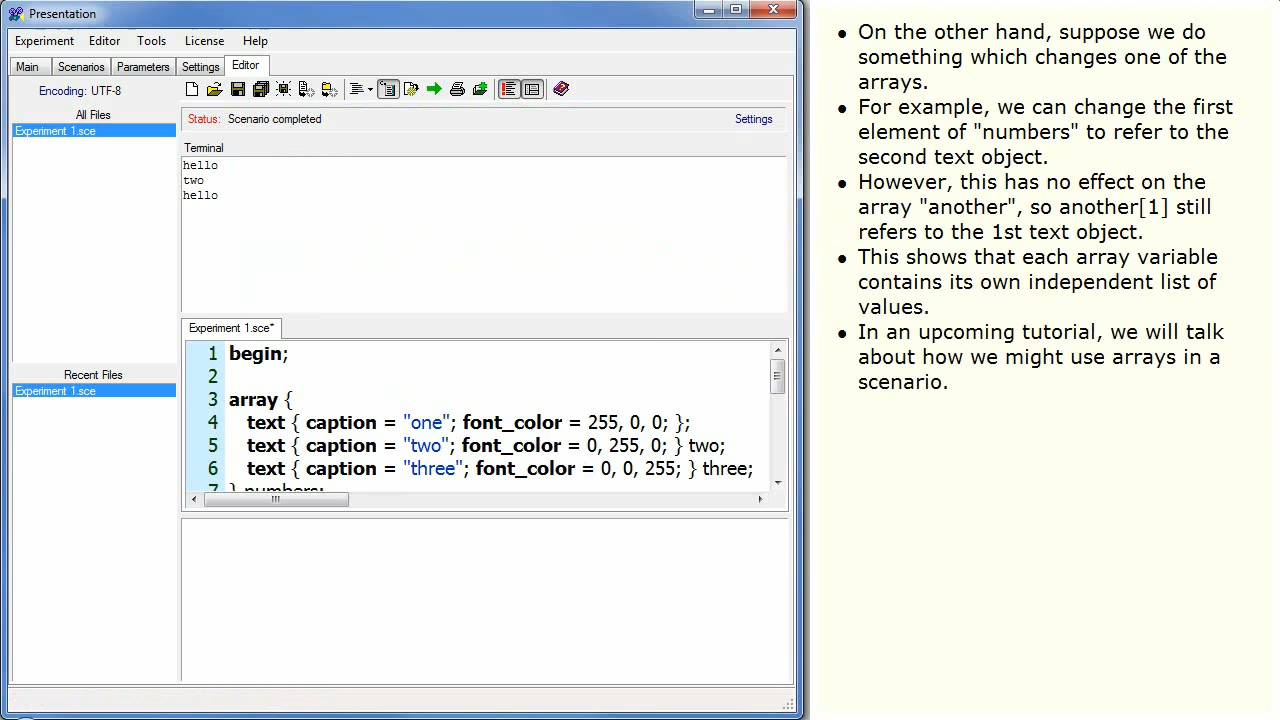 Presentation
Experiment Editor Tools License Help
Main Scenarios Parameters Settings Editor
Encoding: UTF-8
All Files
Experiment 1.sce
Recent Files
Experiment 1.sce
Status: Scenario completed Settings
Terminal
hello
two
hello
Experiment 1.sce*
1 begin;
2
3 array {
4 text { caption = "one"; font_color = 255, 0, 0; };
5 text { caption = "two"; font_color = 0, 255, 0; } two;
6 text { caption = "three"; font_color = 0, 0, 255; } three;
7 } numbers;
• On the other hand, suppose we do
something which changes one of the
arrays.
• For example, we can change the first
element of "numbers" to refer to the
second text object.
• However, this has no effect on the
array "another", so another[1] still
refers to the 1st text object.
• This shows that each array variable
contains its own independent list of
values.
• In an upcoming tutorial, we will talk
about how we might use arrays in a
scenario.